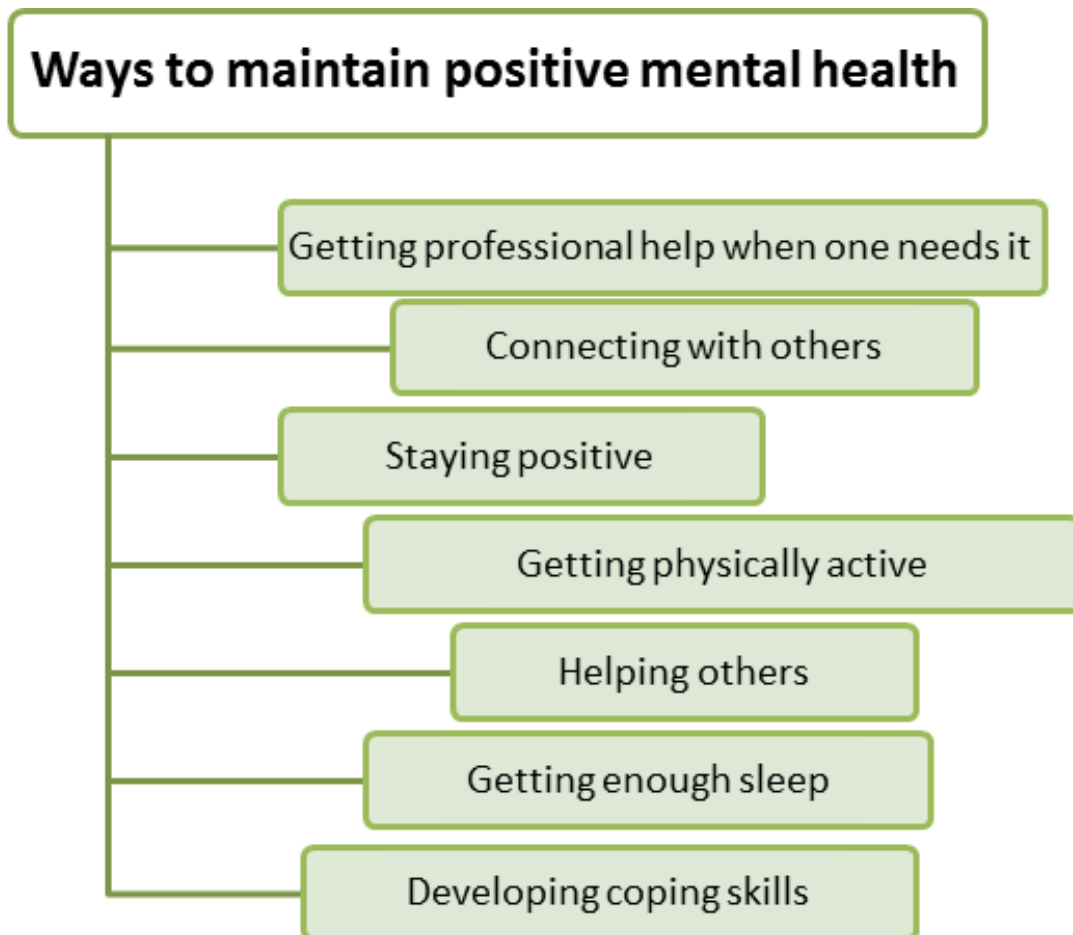 Ways to maintain positive mental health
Getting professional help when one needs it
Connecting with others
Staying positive
Getting physically active
Helping others
Getting enough sleep
Developing coping skills